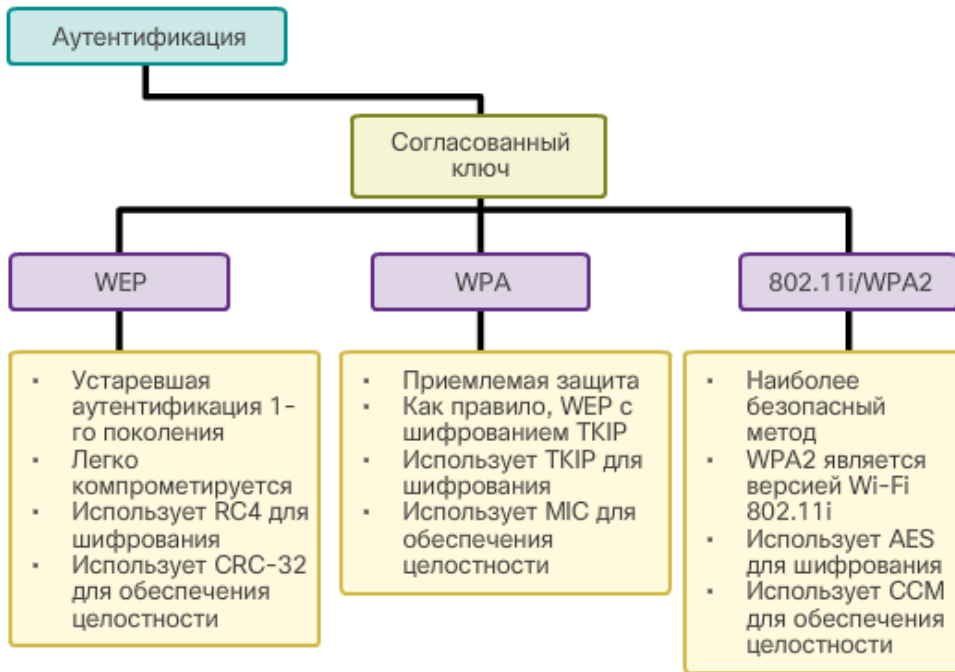 Аутентификация
Согласованный
ключ
WEP
WPA
802.11i/WPA2
▪ Устаревшая
аутентификация 1-
го поколения
▪ Легко
компрометируется
▪ Использует RC4 для
шифрования
▪ Использует CRC-32
для обеспечения
целостности
▪ Приемлемая защита
▪ Как правило, WEP с
шифрованием TKIP
▪ Использует TKIP для
шифрования
▪ Использует MIC для
обеспечения
целостности
▪ Наиболее
безопасный
метод
▪ WPA2 является
версией Wi-Fi
802.11i
▪ Использует AES
для шифрования
▪ Использует CCM
для обеспечения
целостности